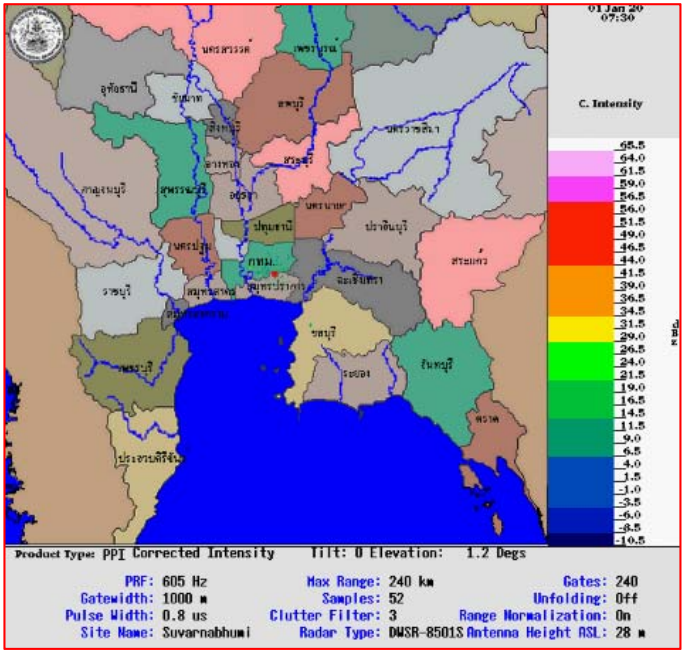 01 Jan 20
07:30
C. Intensity
นครสวรรค์
เพชรบูรณ์
อุทัยธานี
ชัยนาท
ลพบุรี
สิงห์บุรี
นครราชสีมา
อ่างทอง
สระบุรี
กาญจนบุรี
สุพรรณบุรี
อยุธยา
นครนายก
ปทุมธานี
ปราจีนบุรี
นครปฐม
กทม.
สระแก้ว
ราชบุรี
สมุทรสาคร
สมุทรปราการ
ฉะเชิงเทรา
สมุทรสงคราม
เพชรบุรี
ชลบุรี
ระยอง
จันทบุรี
ตราด
ประจวบคีรีขันธ์
65.5
64.0
61.5
59.0
56.5
56.0
51.5
49.0
46.5
44.0
41.5
39.0
36.5
34.5
31.5
29.0
26.5
24.0
21.5
19.0
16.5
14.5
11.5
9.0
6.5
4.0
1.5
-1.0
-3.5
-6.0
-8.5
-10.5
Product Type: PPI Corrected Intensity Tilt: 0 Elevation: 1.2 Degs
PRF: 605 Hz Max Range: 240 km Gates: 240
Gatewidth: 1000 m Samples: 52 Unfolding: Off
Pulse Width: 0.8 us Clutter Filter: 3 Range Normalization: On
Site Name: Suvarnabhumi Radar Type: DWSR-8501S Antenna Height ASL: 28 m